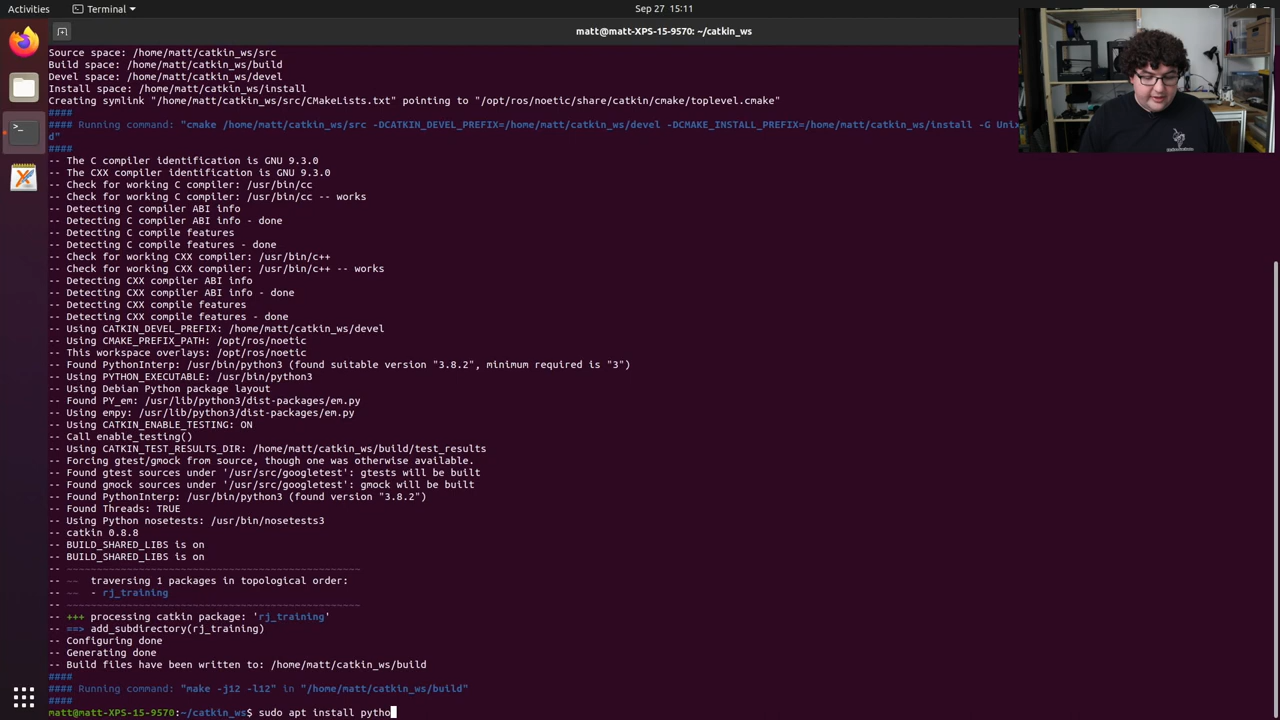 Activities
Terminal
Sep 27 15:11
matt@matt-XPS-15-9570: ~/catkin_ws
Source space: /home/matt/catkin_ws/src
Build space: /home/matt/catkin_ws/build
Devel space: /home/matt/catkin_ws/devel
Install space: /home/matt/catkin_ws/install
Creating symlink "/home/matt/catkin_ws/src/CMakeLists.txt" pointing to "/opt/ros/noetic/share/catkin/cmake/toplevel.cmake"
####
#### Running command: "cmake /home/matt/catkin_ws/src -DCATKIN_DEVEL_PREFIX=/home/matt/catkin_ws/devel -DCMAKE_INSTALL_PREFIX=/home/matt/catkin_ws/install -G Unix
d"
####
-- The C compiler identification is GNU 9.3.0
-- The CXX compiler identification is GNU 9.3.0
-- Check for working C compiler: /usr/bin/cc
-- Check for working C compiler: /usr/bin/cc -- works
-- Detecting C compiler ABI info
-- Detecting C compiler ABI info - done
-- Detecting C compile features
-- Detecting C compile features - done
-- Check for working CXX compiler: /usr/bin/c++
-- Check for working CXX compiler: /usr/bin/c++ -- works
-- Detecting CXX compiler ABI info
-- Detecting CXX compiler ABI info - done
-- Detecting CXX compile features
-- Detecting CXX compile features - done
-- Using CATKIN_DEVEL_PREFIX: /home/matt/catkin_ws/devel
-- Using CMAKE_PREFIX_PATH: /opt/ros/noetic
-- This workspace overlays: /opt/ros/noetic
-- Found PythonInterp: /usr/bin/python3 (found suitable version "3.8.2", minimum required is "3")
-- Using PYTHON_EXECUTABLE: /usr/bin/python3
-- Using Debian Python package layout
-- Found PY_em: /usr/lib/python3/dist-packages/em.py
-- Using empy: /usr/lib/python3/dist-packages/em.py
-- Using CATKIN_ENABLE_TESTING: ON
-- Call enable_testing()
-- Using CATKIN_TEST_RESULTS_DIR: /home/matt/catkin_ws/build/test_results
-- Forcing gtest/gmock from source, though one was otherwise available.
-- Found gtest sources under '/usr/src/googletest': gtests will be built
-- Found gmock sources under '/usr/src/googletest': gmock will be built
-- Found PythonInterp: /usr/bin/python3 (found version "3.8.2")
-- Found Threads: TRUE
-- Using Python nosetests: /usr/bin/nosetests3
-- catkin 0.8.8
-- BUILD_SHARED_LIBS is on
-- BUILD_SHARED_LIBS is on
-- ~~~~~~~~~~~~~~~~~~~~~~~~~~~~~~~~~~~~~~~~~~~~~~~~~
-- ~~  traversing 1 packages in topological order:
-- ~~  - rj_training
-- ~~~~~~~~~~~~~~~~~~~~~~~~~~~~~~~~~~~~~~~~~~~~~~~~~
-- +++ processing catkin package: 'rj_training'
-- ==> add_subdirectory(rj_training)
-- Configuring done
-- Generating done
-- Build files have been written to: /home/matt/catkin_ws/build
####
#### Running command: "make -j12 -l12" in "/home/matt/catkin_ws/build"
####
matt@matt-XPS-15-9570:~/catkin_ws$ sudo apt install pytho